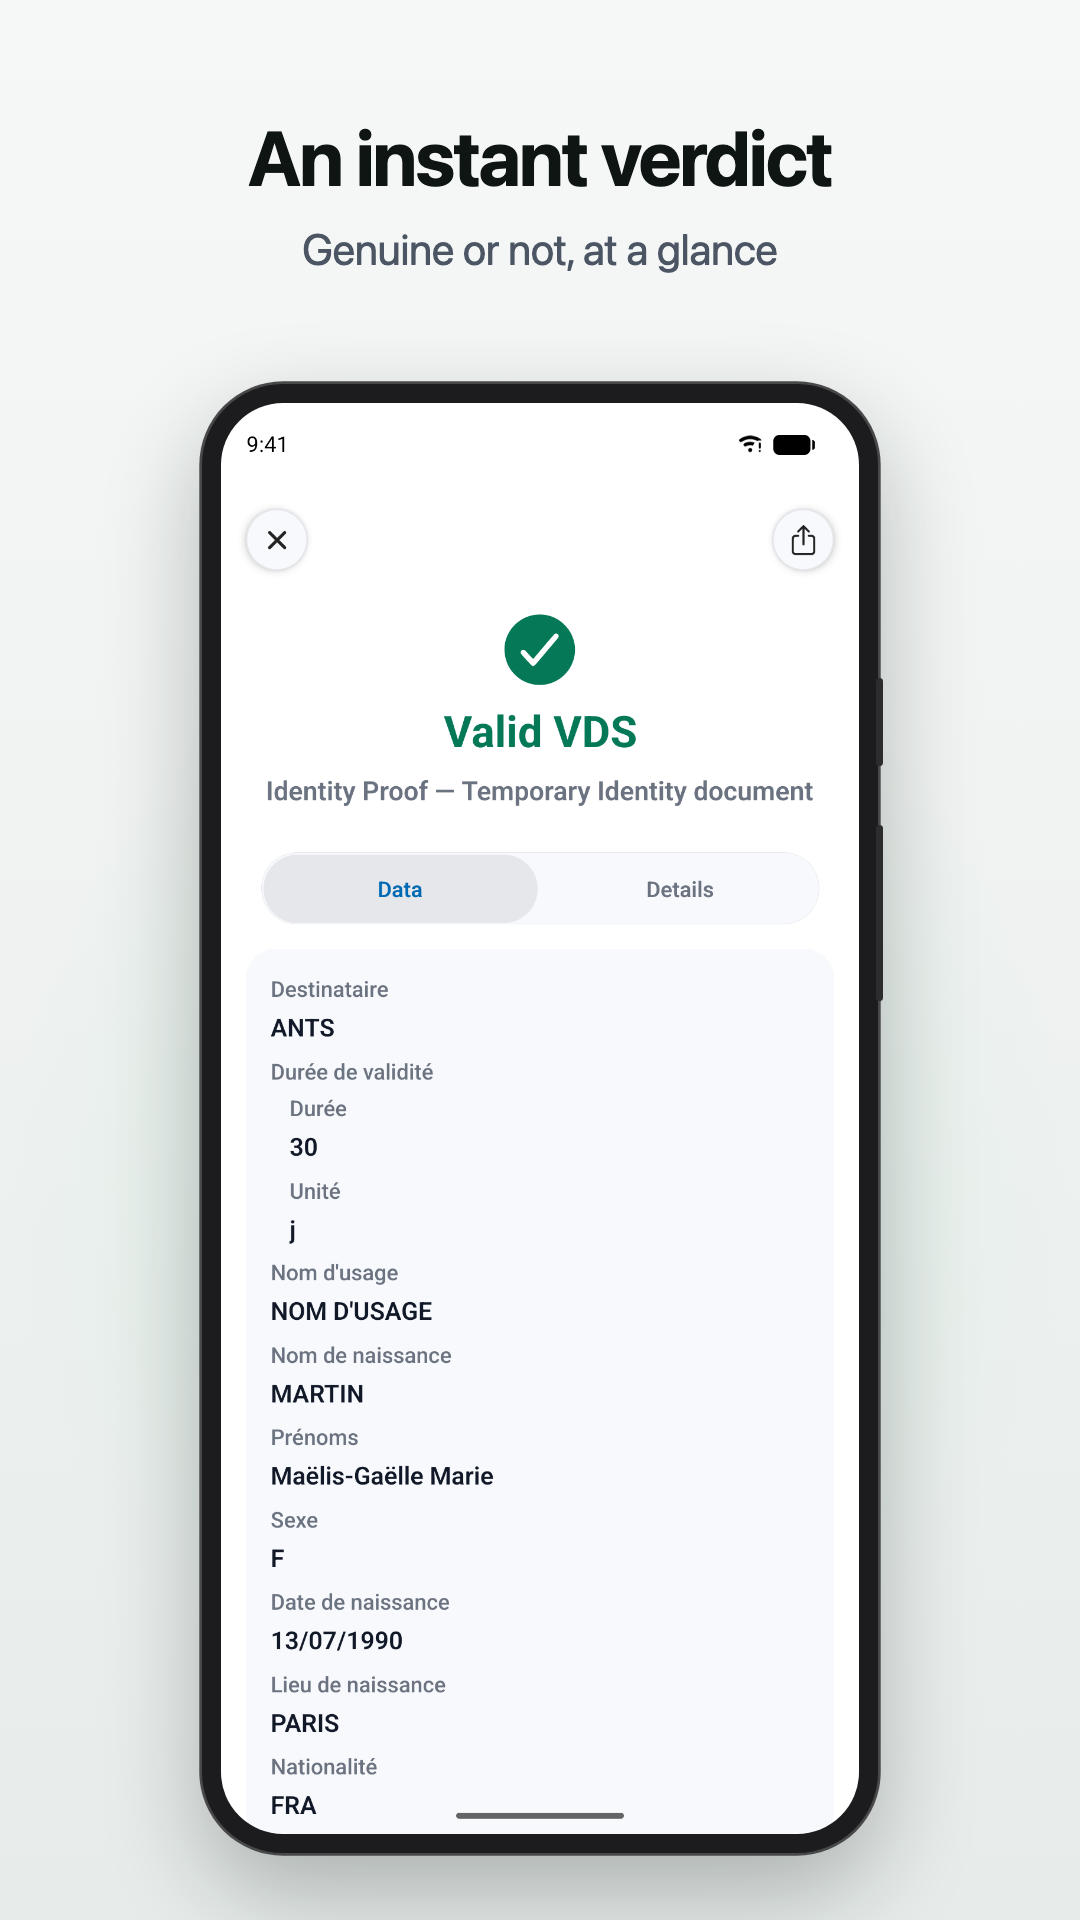 An instant verdict
Genuine or not, at a glance
9:41
Valid VDS
Identity Proof — Temporary Identity document
Data
Details
Destinataire
ANTS
Durée de validité
Durée
30
Unité
j
Nom d'usage
NOM D'USAGE
Nom de naissance
MARTIN
Prénoms
Maëlis-Gaëlle Marie
Sexe
F
Date de naissance
13/07/1990
Lieu de naissance
PARIS
Nationalité
FRA